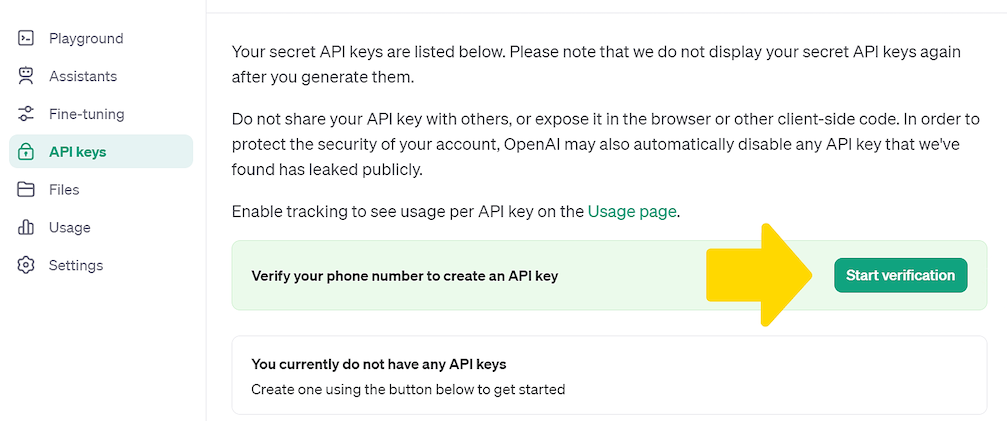 Playground
Assistants
Fine-tuning
API keys
Files
Usage
Settings
Your secret API keys are listed below. Please note that we do not display your secret API keys again
after you generate them.
Do not share your API key with others, or expose it in the browser or other client-side code. In order to
protect the security of your account, OpenAI may also automatically disable any API key that we've
found has leaked publicly.
Enable tracking to see usage per API key on the Usage page.
Verify your phone number to create an API key
Start verification
You currently do not have any API keys
Create one using the button below to get started